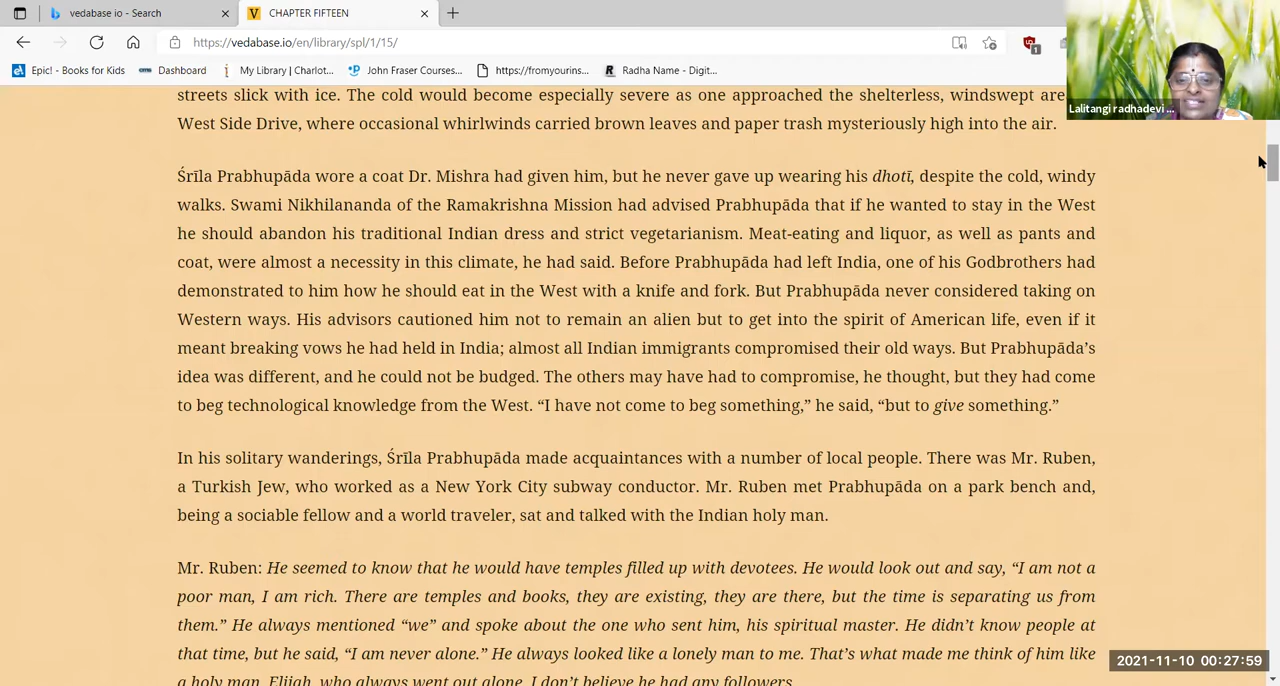 vedabase io - Search
CHAPTER FIFTEEN
https://vedabase.io/en/library/spl/1/15/
Epic! - Books for Kids
Dashboard
My Library | Charlot...
John Fraser Courses...
https://fromyourins...
Radha Name - Digit...
1
Lalitangi radhadevi ...
streets slick with ice. The cold would become especially severe as one approached the shelterless, windswept are
West Side Drive, where occasional whirlwinds carried brown leaves and paper trash mysteriously high into the air.
Śrīla Prabhupāda wore a coat Dr. Mishra had given him, but he never gave up wearing his dhotī, despite the cold, windy
walks. Swami Nikhilananda of the Ramakrishna Mission had advised Prabhupāda that if he wanted to stay in the West
he should abandon his traditional Indian dress and strict vegetarianism. Meat-eating and liquor, as well as pants and
coat, were almost a necessity in this climate, he had said. Before Prabhupāda had left India, one of his Godbrothers had
demonstrated to him how he should eat in the West with a knife and fork. But Prabhupāda never considered taking on
Western ways. His advisors cautioned him not to remain an alien but to get into the spirit of American life, even if it
meant breaking vows he had held in India; almost all Indian immigrants compromised their old ways. But Prabhupāda’s
idea was different, and he could not be budged. The others may have had to compromise, he thought, but they had come
to beg technological knowledge from the West. “I have not come to beg something,” he said, “but to give something.”
In his solitary wanderings, Śrīla Prabhupāda made acquaintances with a number of local people. There was Mr. Ruben,
a Turkish Jew, who worked as a New York City subway conductor. Mr. Ruben met Prabhupāda on a park bench and,
being a sociable fellow and a world traveler, sat and talked with the Indian holy man.
Mr. Ruben: He seemed to know that he would have temples filled up with devotees. He would look out and say, “I am not a
poor man, I am rich. There are temples and books, they are existing, they are there, but the time is separating us from
them.” He always mentioned “we” and spoke about the one who sent him, his spiritual master. He didn’t know people at
that time, but he said, “I am never alone.” He always looked like a lonely man to me. That’s what made me think of him like
a holy man, Elijah, who always went out alone. I don’t believe he had any followers.
2021-11-10 00:27:59